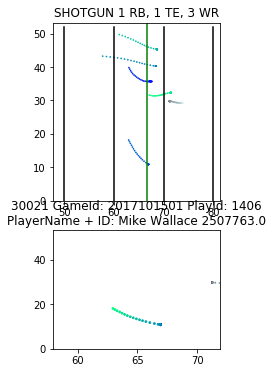 SHOTGUN 1 RB, 1 TE, 3 WR
50
40
30
20
10
0
50 60 70 80
30021 GameId: 2017101501 PlayId: 1406
PlayerName + ID: Mike Wallace 2507763.0
40
20
0
60 65 70